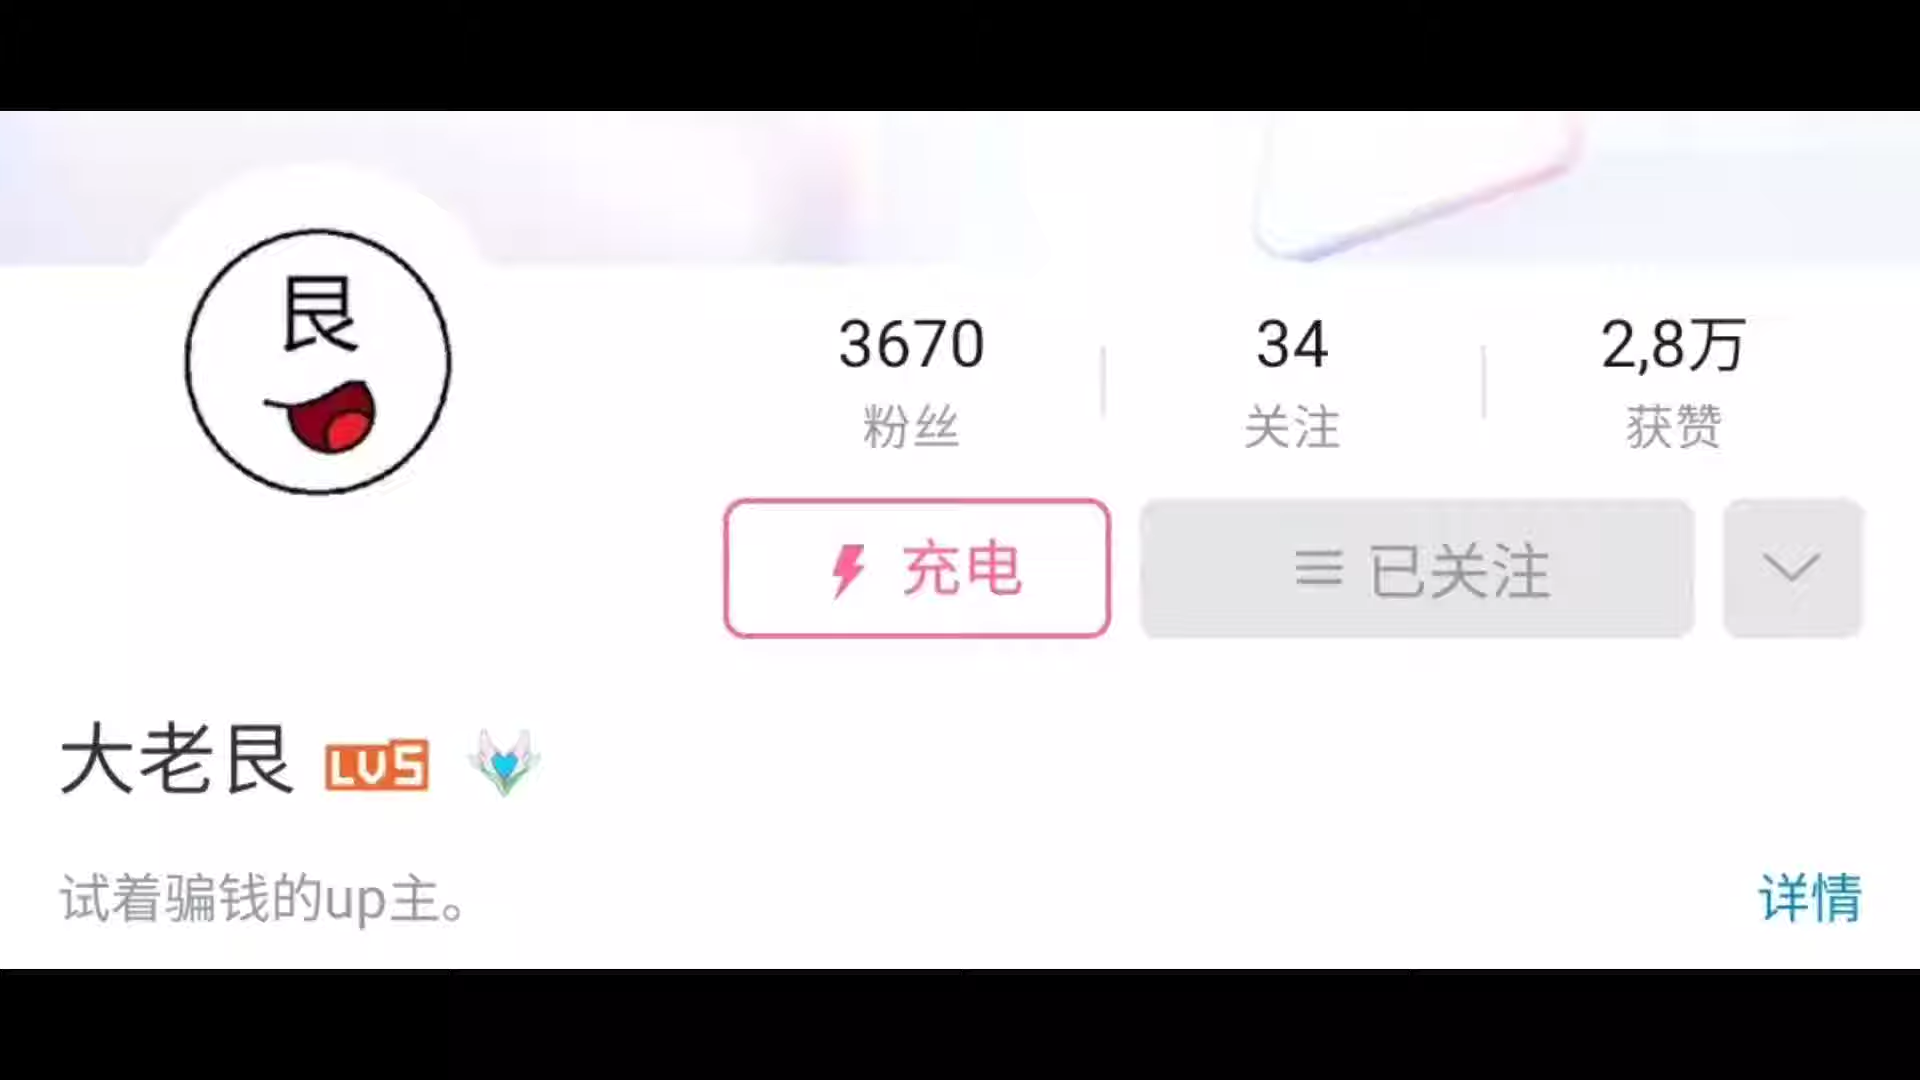 艮
3670
34
2,8万
粉丝
关注
获赞
充电
已关注
大老艮 LV5
试着骗钱的up主。
详情